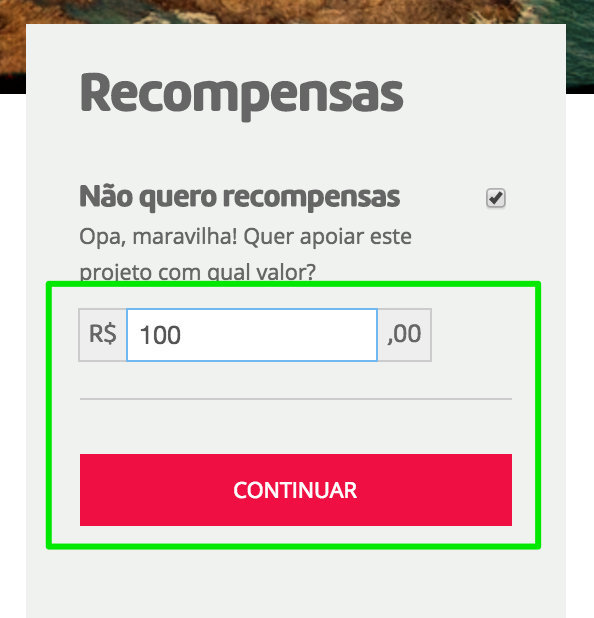 Recompensas
Não quero recompensas
Opa, maravilha! Quer apoiar este
projeto com qual valor?
R$ 100 ,00
CONTINUAR